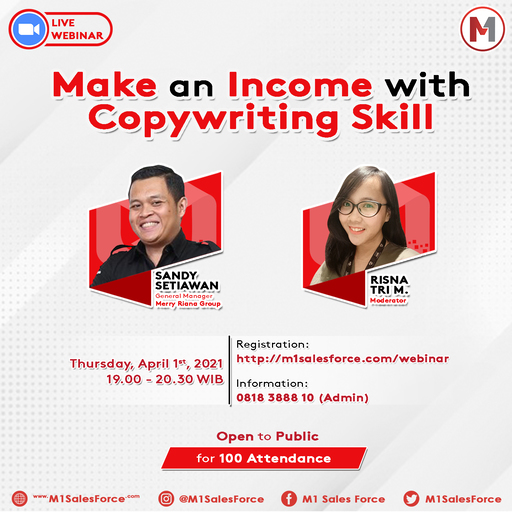 LIVE
WEBINAR
M1
Make an Income with
Copywriting Skill
SANDY
SETIAWAN
General Manager
Merry Riana Group
RISNA
TRI M.
Moderator
Thursday, April 1st, 2021
19.00 - 20.30 WIB
Registration:
http://m1salesforce.com/webinar
Information:
0818 3888 10 (Admin)
Open to Public
for 100 Attendance
www.M1SalesForce.com
@M1SalesForce
M1 Sales Force
M1SalesForce